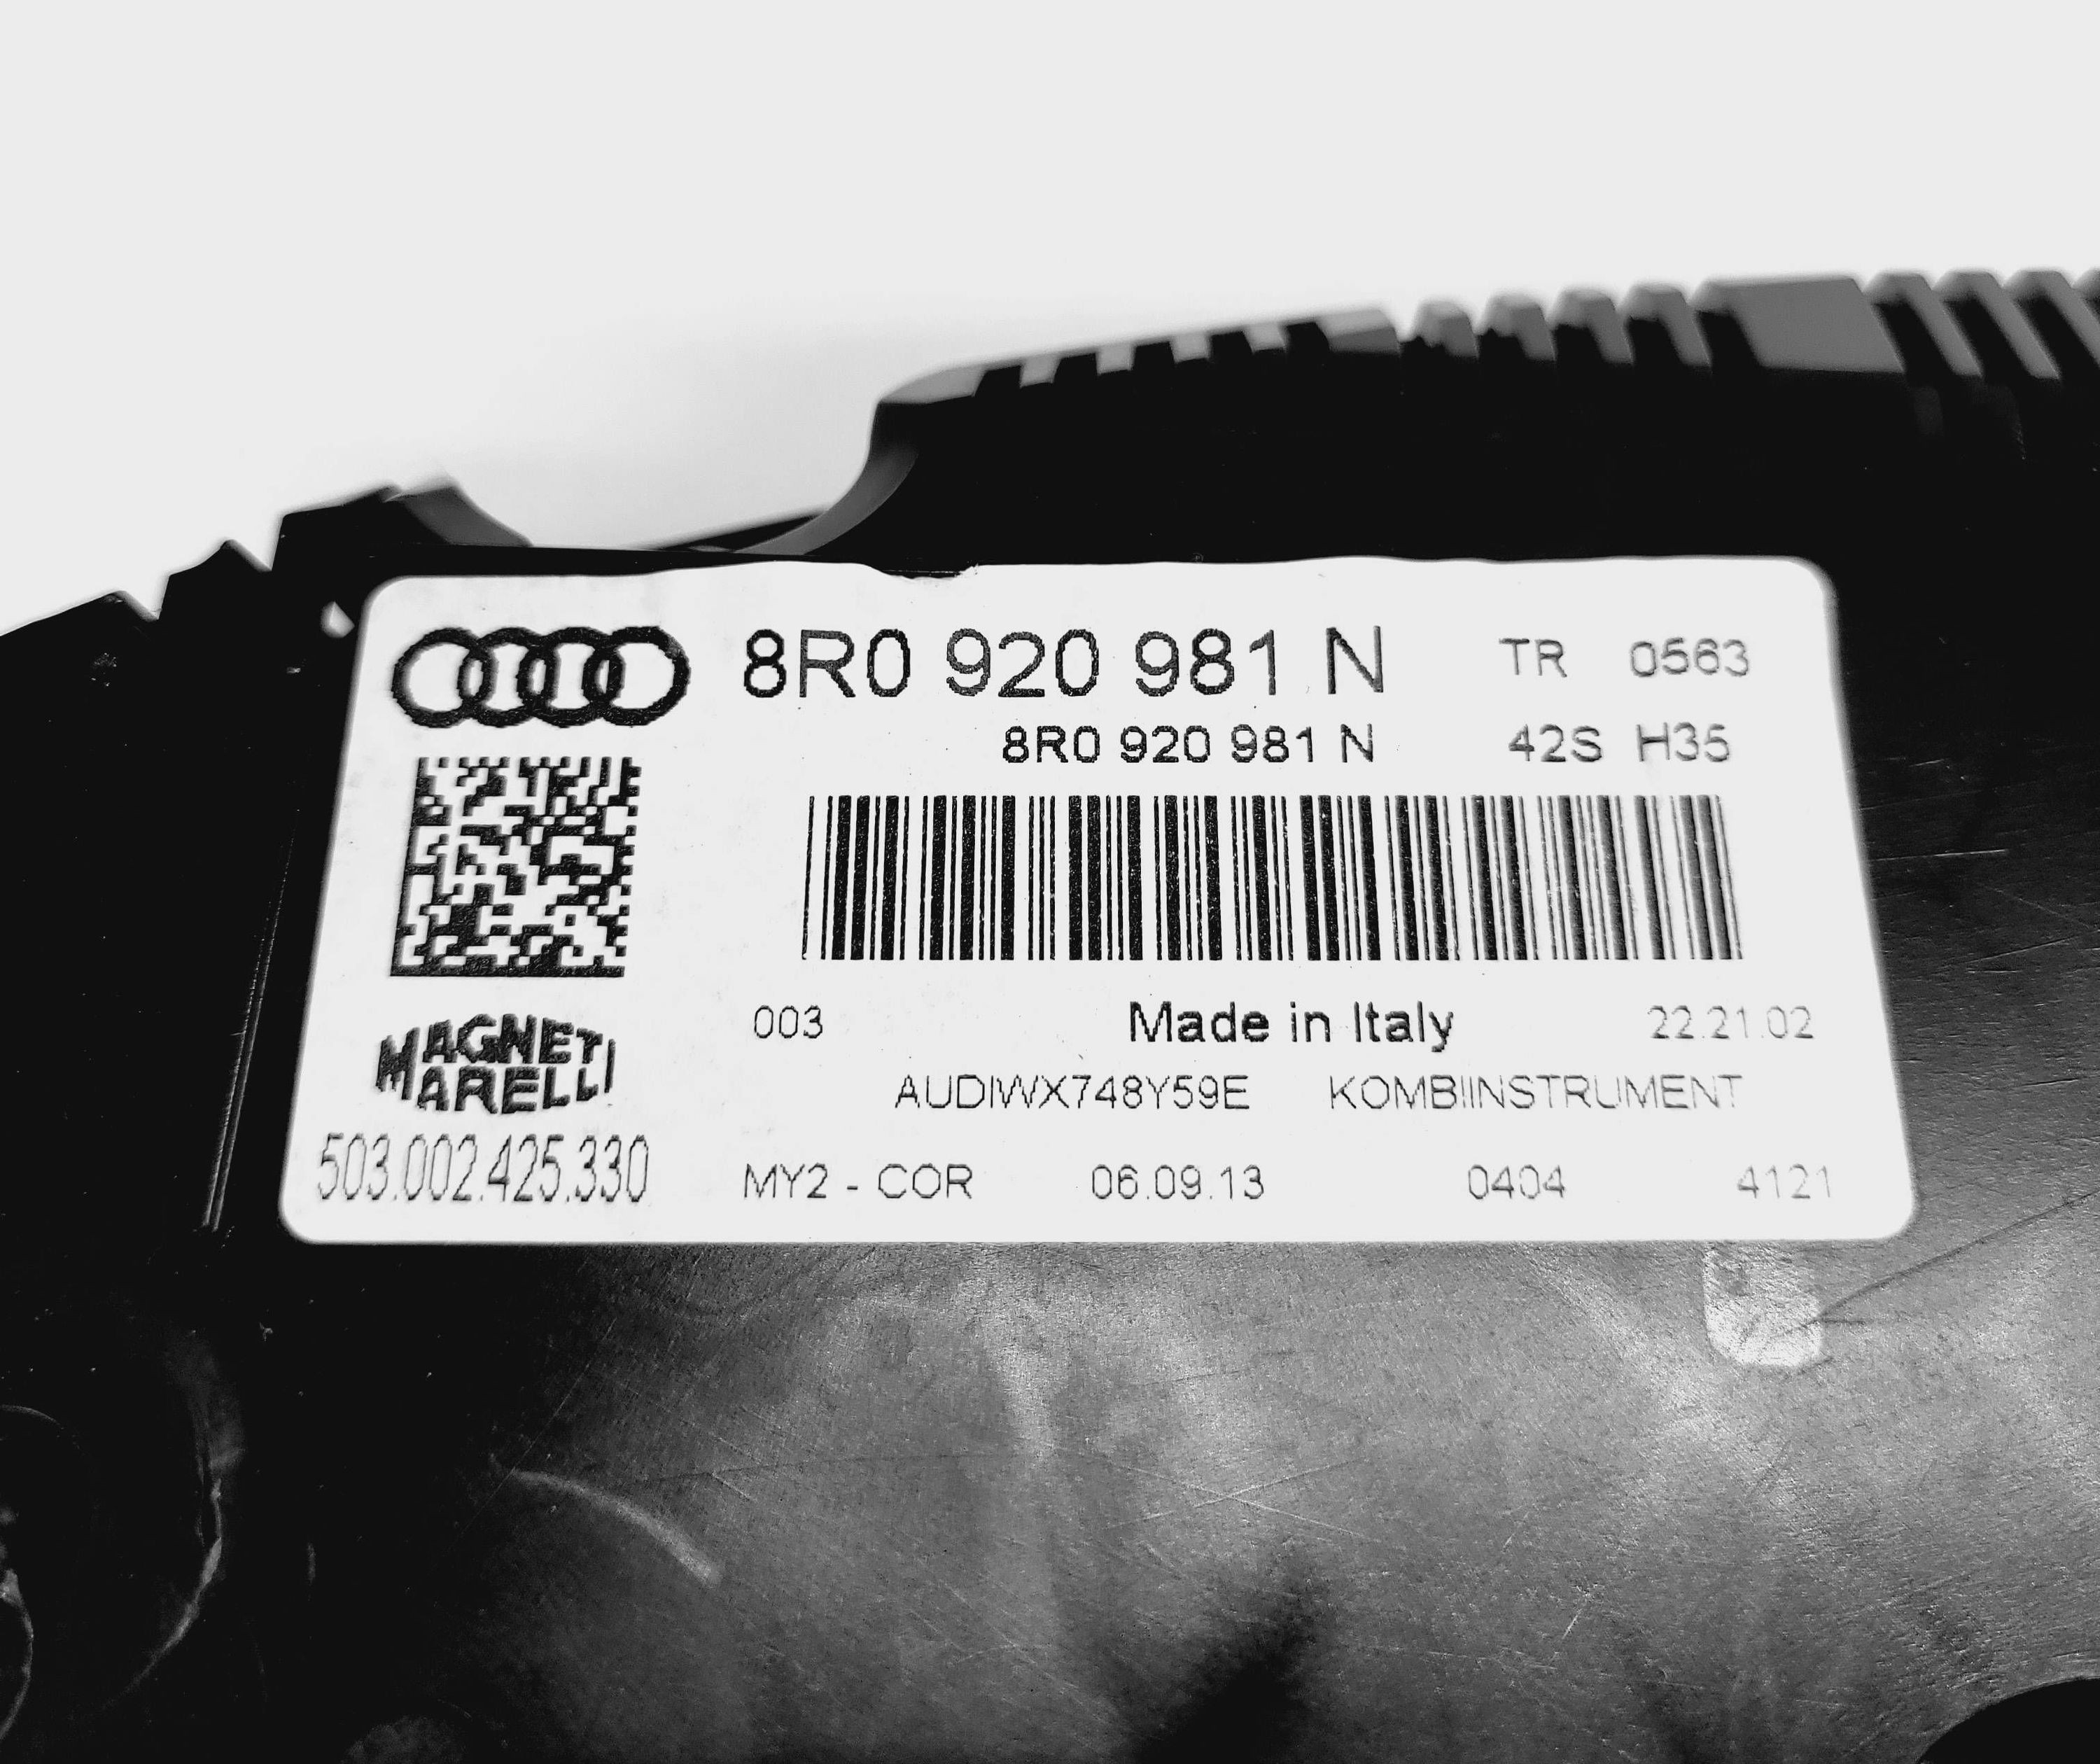 8R0 920 981 N TR 0563
8R0 920 981 N 42S H35
003 Made in Italy 22.21.02
MAGNETI
MARELLI
AUDIWX748Y59E KOMBIINSTRUMENT
503.002.425.330 MY2 - COR 06.09.13 0404 4121